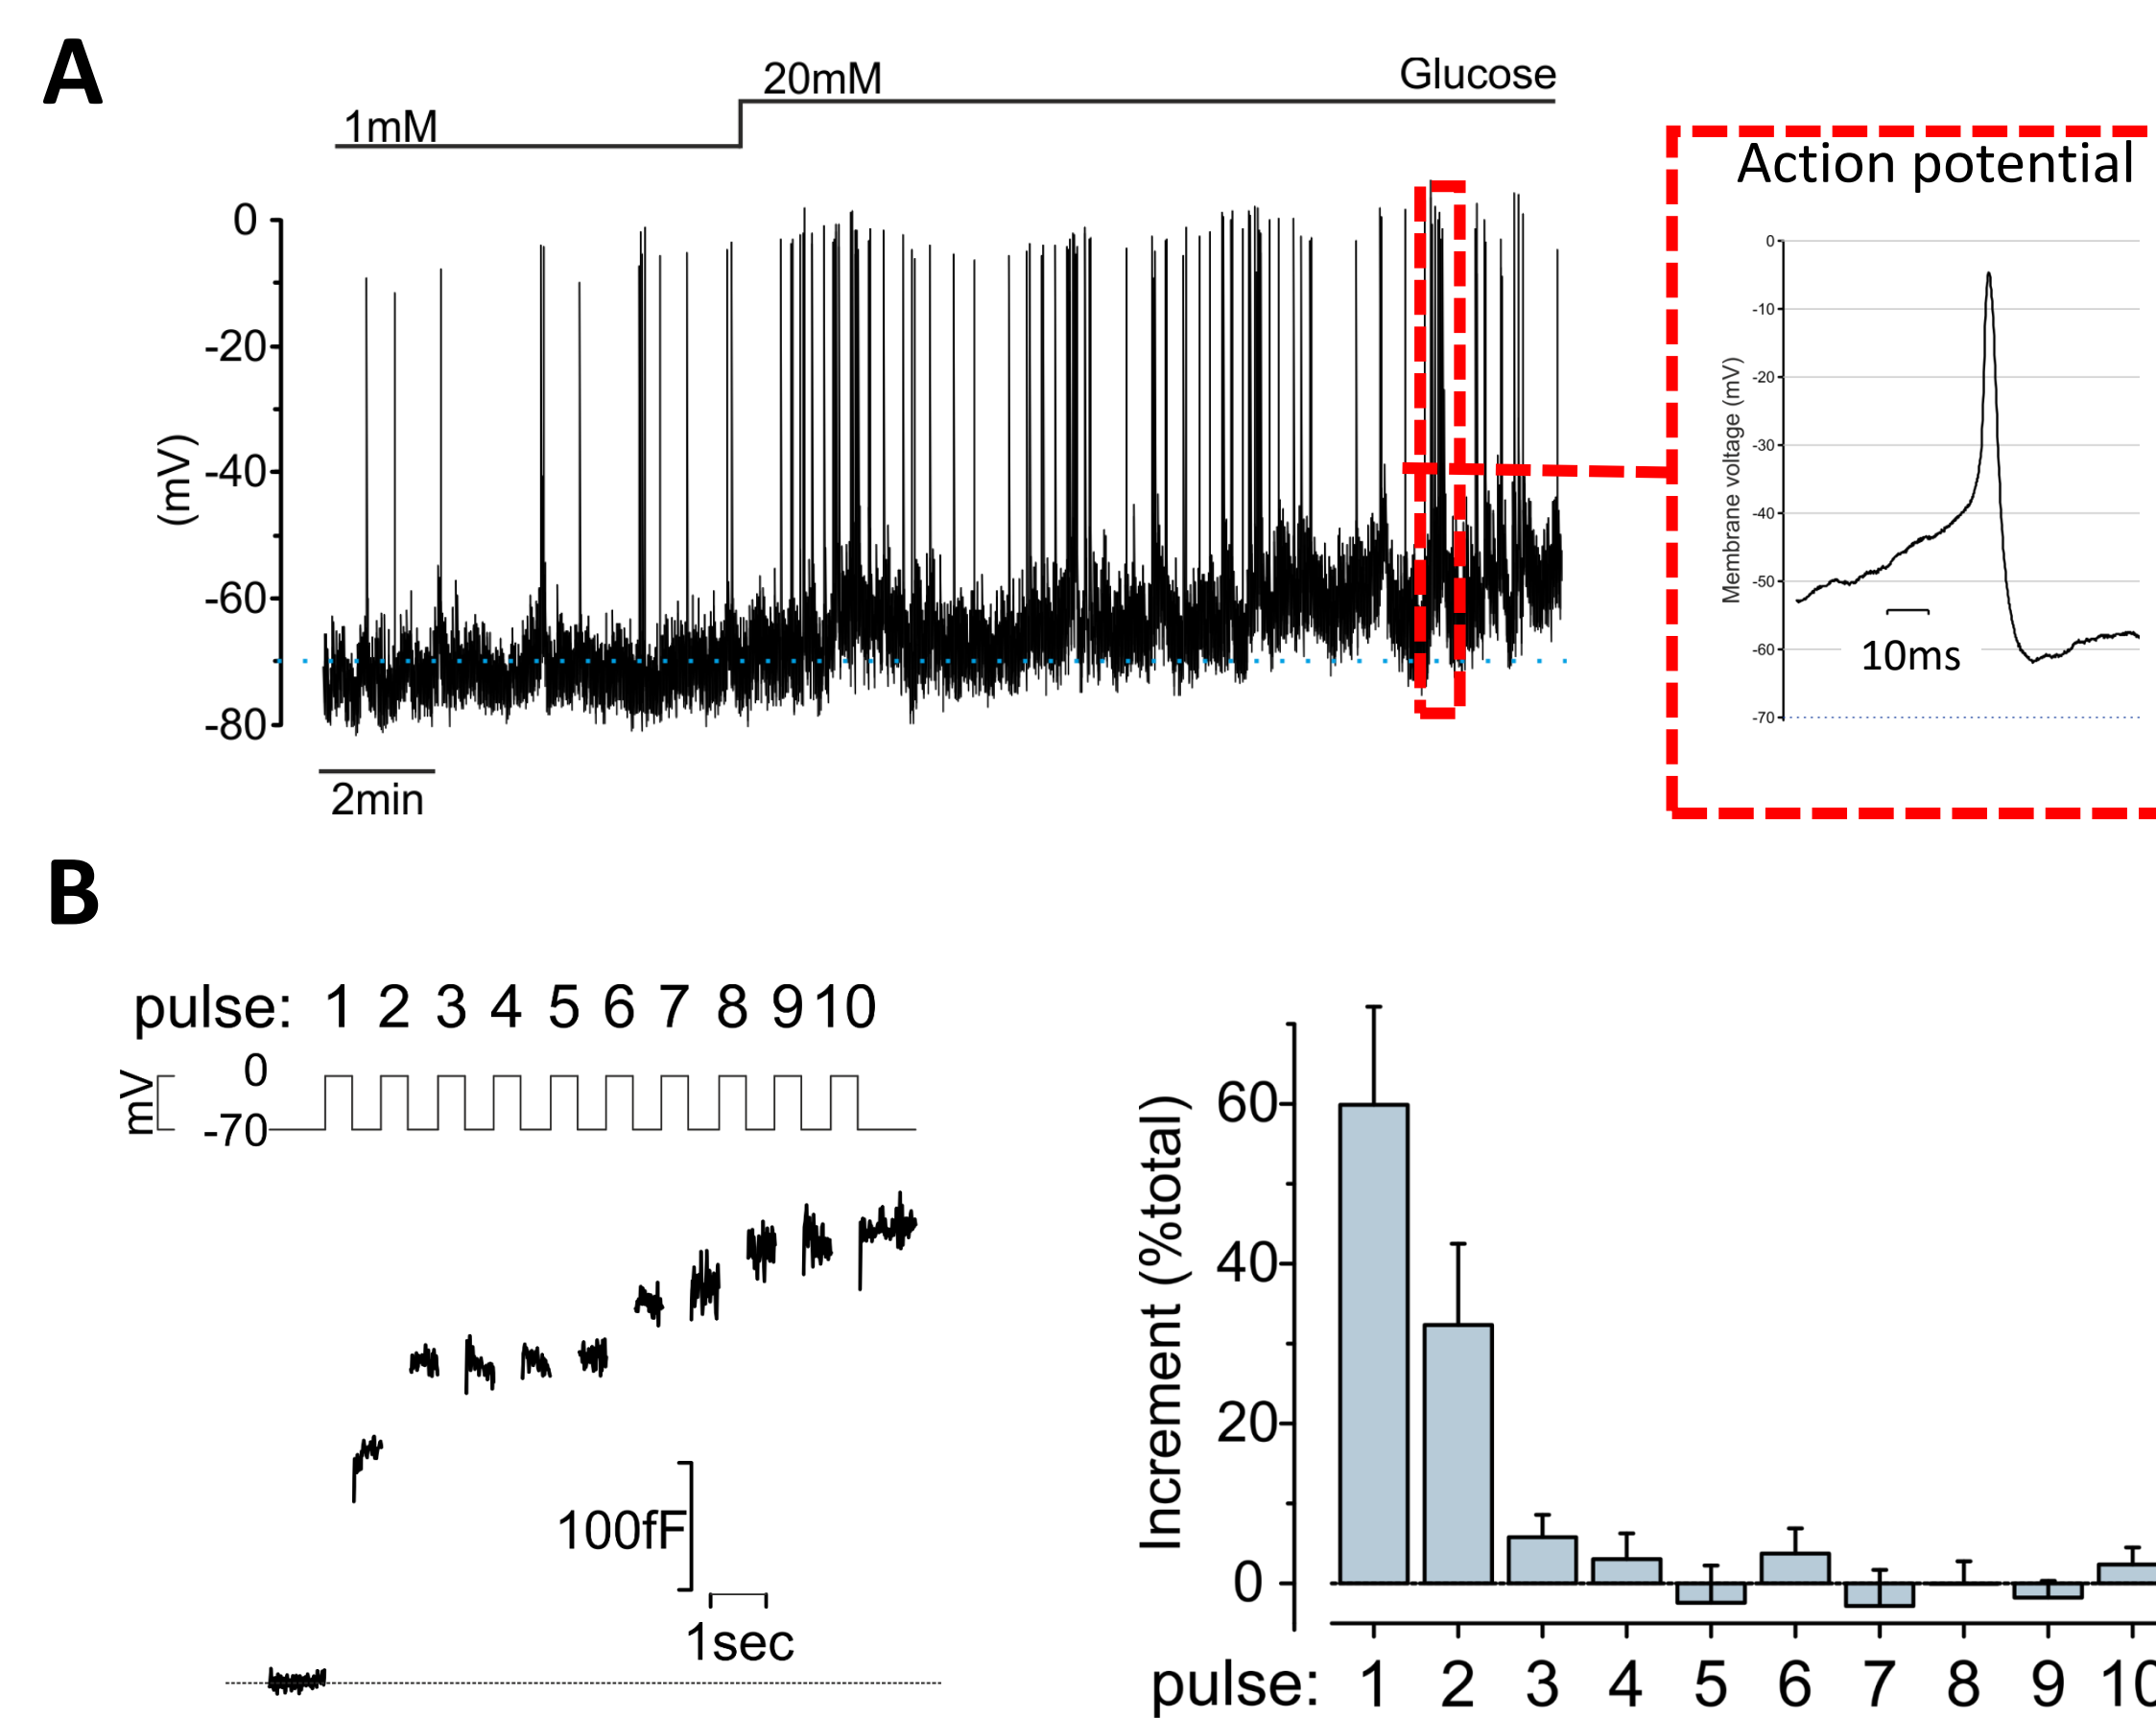 A
1mM
20mM
Glucose
0
-20
-40
-60
-80
(mV)
2min
Action potential
0
-10
-20
-30
-40
-50
-60
-70
Membrane voltage (mV)
10ms
B
pulse: 1 2 3 4 5 6 7 8 9 10
mV
0
-70
100fF
1sec
Increment (%total)
60
40
20
0
pulse: 1 2 3 4 5 6 7 8 9 10